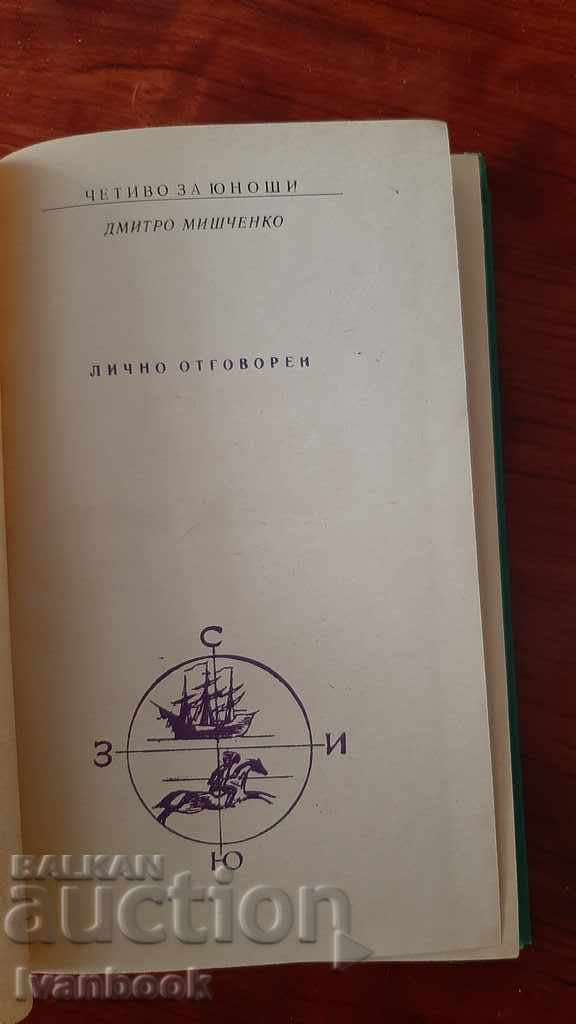 ЧЕТИВО ЗА ЮНОШИ
ДМИТРО МИШЧЕНКО
ЛИЧНО ОТГОВОРЕН
С
З И
Ю
BALKAN
auction
Ivanbook